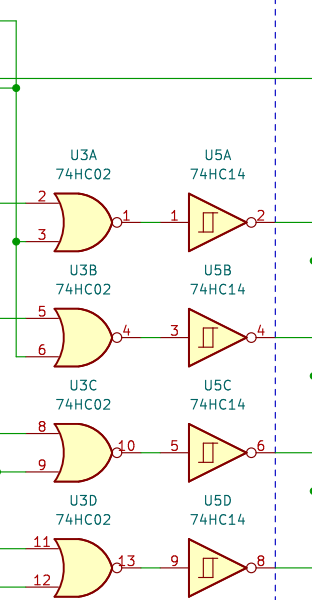 U3A U5A
74HC02 74HC14
2 1 1 2
3
U3B U5B
74HC02 74HC14
5 4 3 4
6
U3C U5C
74HC02 74HC14
8 10 5 6
9
U3D U5D
74HC02 74HC14
11 13 9 8
12